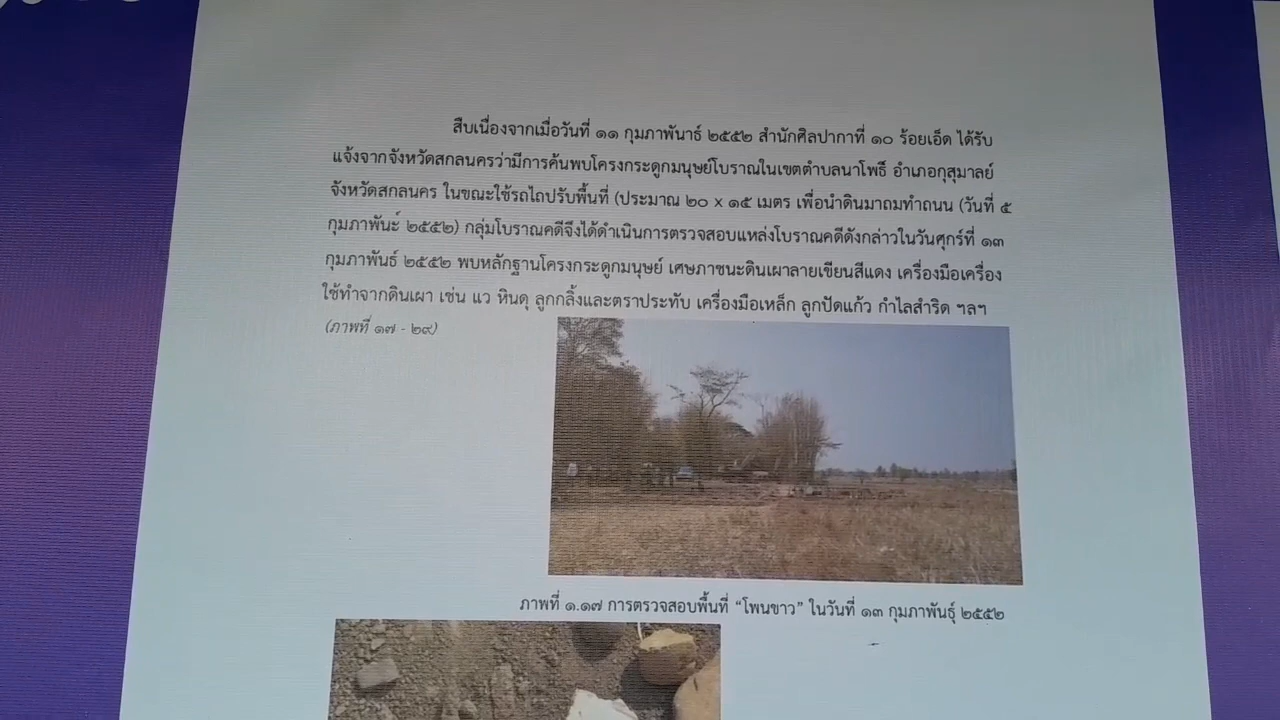 สืบเนื่องจากเมื่อวันที่ ๑๑ กุมภาพันาธ์ ๒๕๕๒ สำนักศิลปากาที่ ๑๐ ร้อยเอ็ด ได้รับ
แจ้งจากจังหวัดสกลนครว่ามีการค้นพบโครงกระดูกมนุษย์โบราณในเขตตำบลนาโพธิ์ อำเภอกุสุมาลย์
จังหวัดสกลนคร ในขณะใช้รถไถปรับพื้นที่ (ประมาณ ๒๐ x ๑๕ เมตร เพื่อนำดินมาถมทำถนน (วันที่ ๕
กุมภาพันะ์ ๒๕๕๒) กลุ่มโบราณคดีจึงได้ดำเนินการตรวจสอบแหล่งโบราณคดีดังกล่าวในวันศุกร์ที่ ๑๓
กุมภาพันธ์ ๒๕๕๒ พบหลักฐานโครงกระดูกมนุษย์ เศษภาชนะดินเผาลายเขียนสีแดง เครื่องมือเครื่อง
ใช้ทำจากดินเผา เช่น แว หินดุ ลูกกลิ้งและตราประทับ เครื่องมือเหล็ก ลูกปัดแก้ว กำไลสำริด ฯลฯ
(ภาพที่ ๑๗ - ๒๙)
ภาพที่ ๑.๑๗ การตรวจสอบพื้นที่ “โพนขาว” ในวันที่ ๑๓ กุมภาพันธุ์ ๒๕๕๒